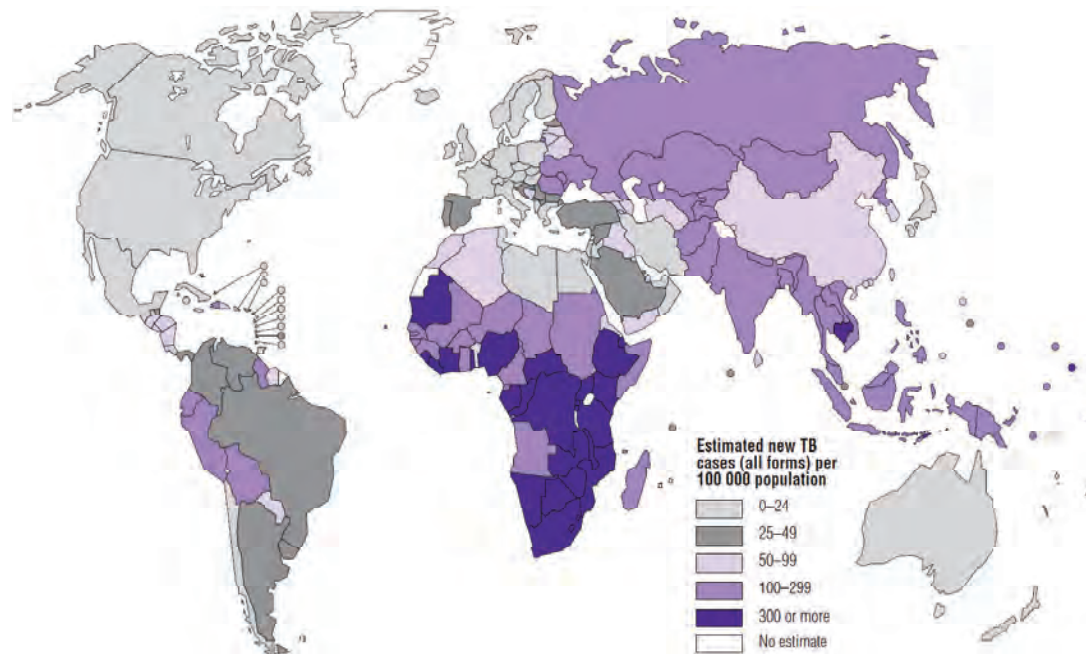 Estimated new TB
cases (all forms) per
100 000 population
0–24
25–49
50–99
100–299
300 or more
No estimate